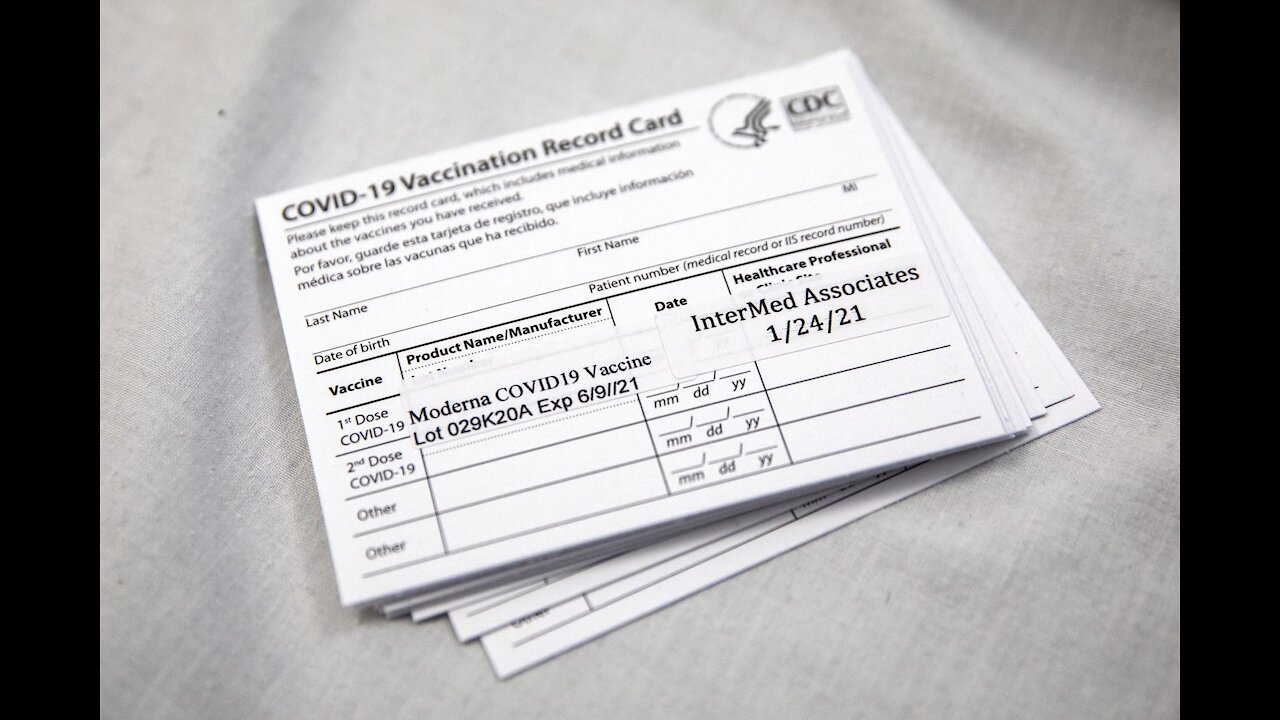 COVID-19 Vaccination Record Card
CDC
Please keep this record card, which includes medical information
about the vaccines you have received.
Por favor, guarde esta tarjeta de registro, que incluye información
médica sobre las vacunas que ha recibido.
Last Name
First Name
MI
Date of birth
Patient number (medical record or IIS record number)
Vaccine
Product Name/Manufacturer
Date
Healthcare Professional
InterMed Associates
1/24/21
1st Dose
COVID-19
Moderna COVID19 Vaccine
Lot 029K20A Exp 6/9//21
mm dd yy
2nd Dose
COVID-19
mm dd yy
Other
mm dd yy
Other